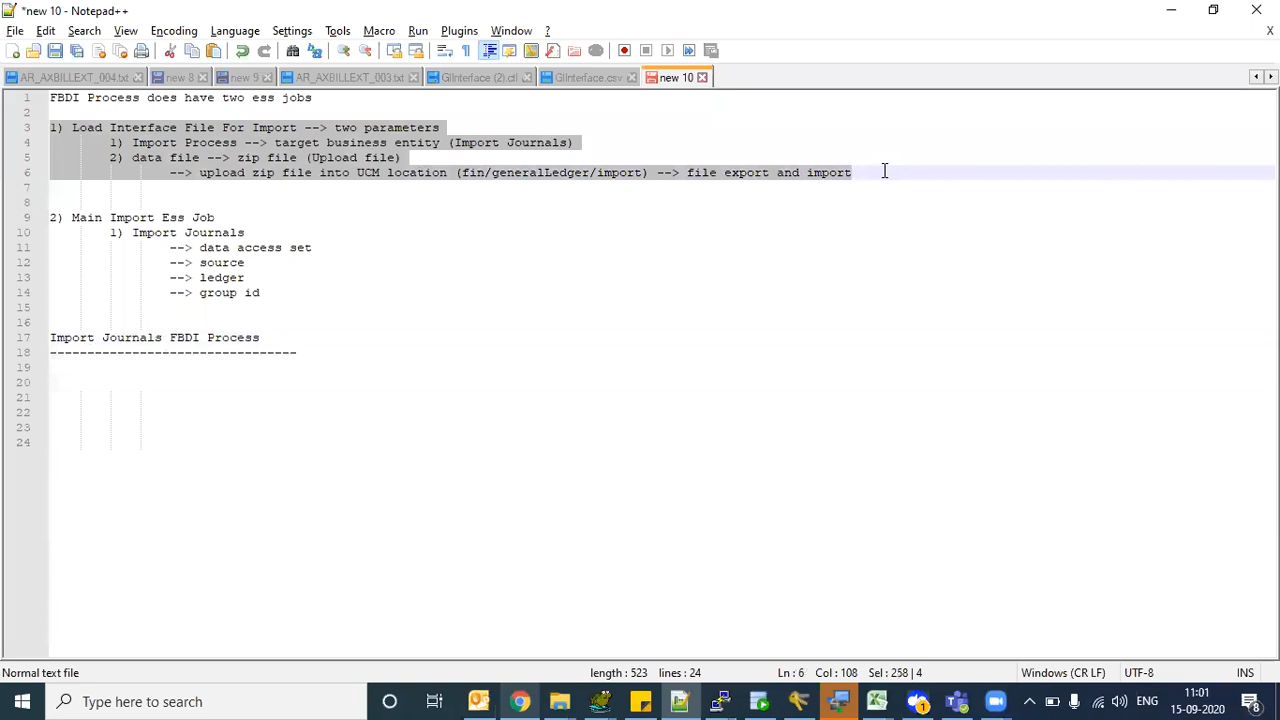 *new 10 - Notepad++
File Edit Search View Encoding Language Settings Tools Macro Run Plugins Window ?
X
AR_AXBILLEXT_004.txt new 8 new 9 GlInterface (2).ctl GlInterface.csv new 10
1 FBDI Process does have two ess jobs
2
3 1) Load Interface File For Import --> two parameters
4 1) Import Process --> target business entity (Import Journals)
5 2) data file --> zip file (Upload file)
6 --> upload zip file into UCM location (fin/generalLedger/import) --> file export and import
7
8
9 2) Main Import Ess Job
10 1) Import Journals
11 --> data access set
12 --> source
13 --> ledger
14 --> group id
15
16
17 Import Journals FBDI Process
18 ---------------------------------
19
20
21
22
23
24
Normal text file length : 523 lines : 24 Ln : 6 Col : 108 Sel : 258 | 4 Windows (CR LF) UTF-8 INS
Type here to search 1 ENG 11:01 15-09-2020 8